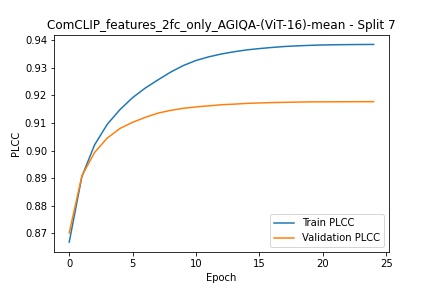 ComCLIP_features_2fc_only_AGIQA-(ViT-16)-mean - Split 7
0.94
0.93
0.92
0.91
0.90
0.89
0.88
0.87
PLCC
Train PLCC
Validation PLCC
0 5 10 15 20 25
Epoch